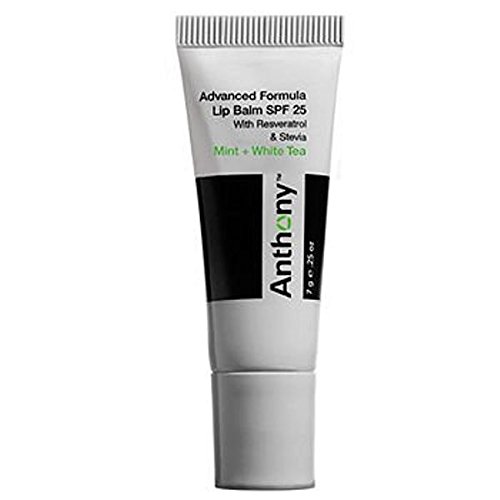 Advanced Formula
Lip Balm SPF 25
With Resveratrol
& Stevia
Mint + White Tea
Anthony™
7 g e .25 oz